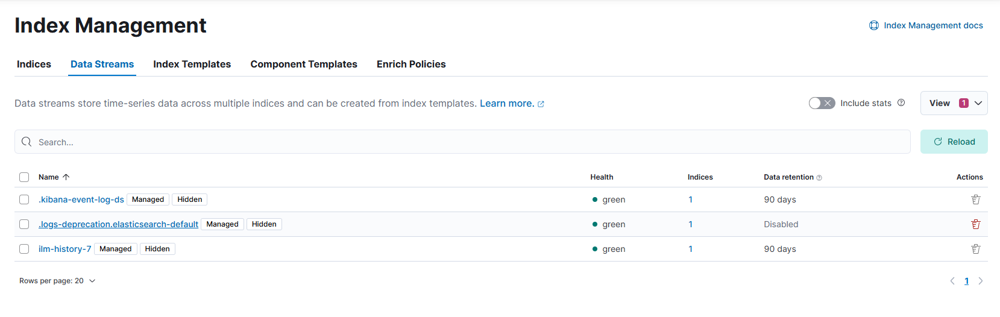 Index Management
Index Management docs
Indices Data Streams Index Templates Component Templates Enrich Policies
Data streams store time-series data across multiple indices and can be created from index templates. Learn more. Include stats View 1
Search... Reload
Name Health Indices Data retention Actions
.kibana-event-log-ds Managed Hidden green 1 90 days
.logs-deprecation.elasticsearch-default Managed Hidden green 1 Disabled
ilm-history-7 Managed Hidden green 1 90 days
Rows per page: 20 1